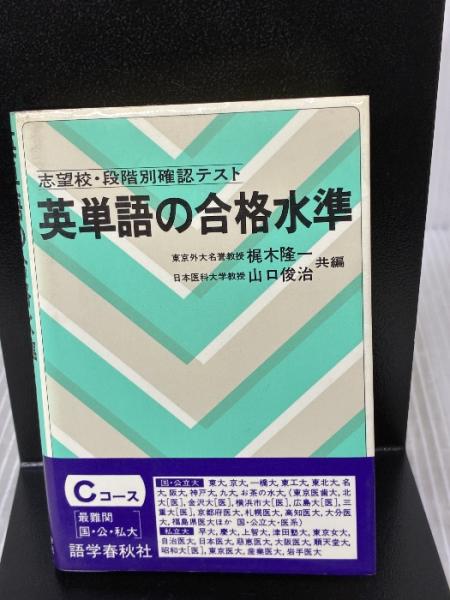 志望校・段階別確認テスト
英単語の合格水準
東京外大名誉教授 梶木隆一
日本医科大学教授 山口俊治
共編
Cコース
最難関
国・公・私大
語学春秋社
国・公立大 東大,京大,一橋大,東工大,東北大,名
大,阪大,神戸大,九大,お茶の水大,(東京医歯大,北
大[医],金沢大[医],横浜市大[医],広島大[医],三
重大[医],京都府医大,札幌医大,高知医大,大分医
大,福島県医大ほか 国・公立大・医系)
私立大 早大,慶大,上智大,津田塾大,東京女大,
自治医大,日本医大,慈恵医大,大阪医大,順天堂大,
昭和大[医],東京医大,産業医大,岩手医大